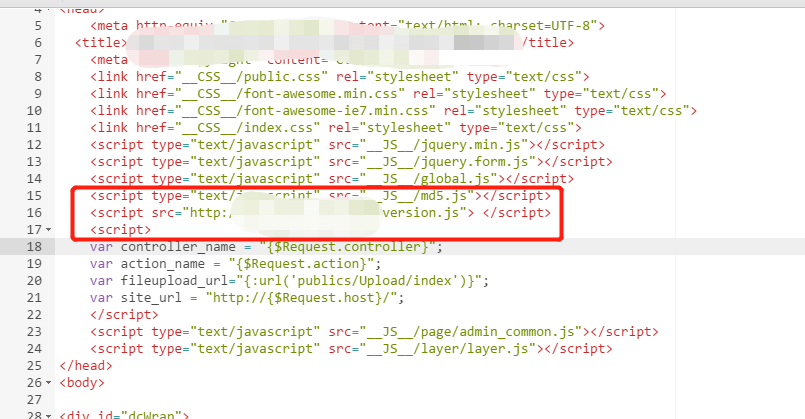 4 <head>
5 <meta http-equiv content="text/html; charset=UTF-8">
6 <title> /title>
7 <meta content=
8 <link href="__CSS__/public.css" rel="stylesheet" type="text/css">
9 <link href="__CSS__/font-awesome.min.css" rel="stylesheet" type="text/css">
10 <link href="__CSS__/font-awesome-ie7.min.css" rel="stylesheet" type="text/css">
11 <link href="__CSS__/index.css" rel="stylesheet" type="text/css">
12 <script type="text/javascript" src="__JS__/jquery.min.js"></script>
13 <script type="text/javascript" src="__JS__/jquery.form.js"></script>
14 <script type="text/javascript" src="__JS__/global.js"></script>
15 <script type="text/javascript" src="__JS__/md5.js"></script>
16 <script src="http: version.js"> </script>
17 <script>
18 var controller_name = "{$Request.controller}";
19 var action_name = "{$Request.action}";
20 var fileupload_url="{:url('publics/Upload/index')}";
21 var site_url = "http://{$Request.host}/";
22 </script>
23 <script type="text/javascript" src="__JS__/page/admin_common.js"></script>
24 <script type="text/javascript" src="__JS__/layer/layer.js"></script>
25 </head>
26 <body>
27
28 <div id="dcWrap">